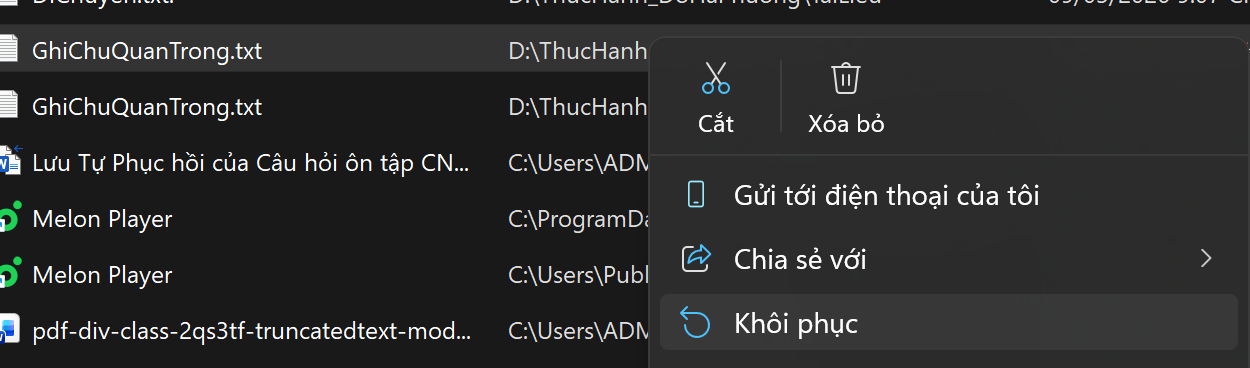 GhiChuQuanTrong.txt D:\ThucHanh
GhiChuQuanTrong.txt D:\ThucHanh
Lưu Tự Phục hồi của Câu hỏi ôn tập CN... C:\Users\ADM
Melon Player C:\ProgramDa
Melon Player C:\Users\Publ
pdf-div-class-2qs3tf-truncatedtext-mod... C:\Users\ADM
Cắt Xóa bỏ
Gửi tới điện thoại của tôi
Chia sẻ với
Khôi phục